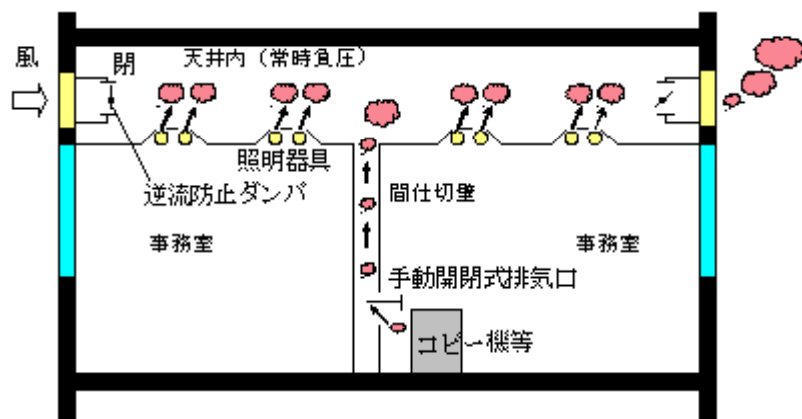 風
閉
天井内（常時負圧）
照明器具
逆流防止ダンパ
間仕切壁
事務室
事務室
手動開閉式排気口
コピー機等